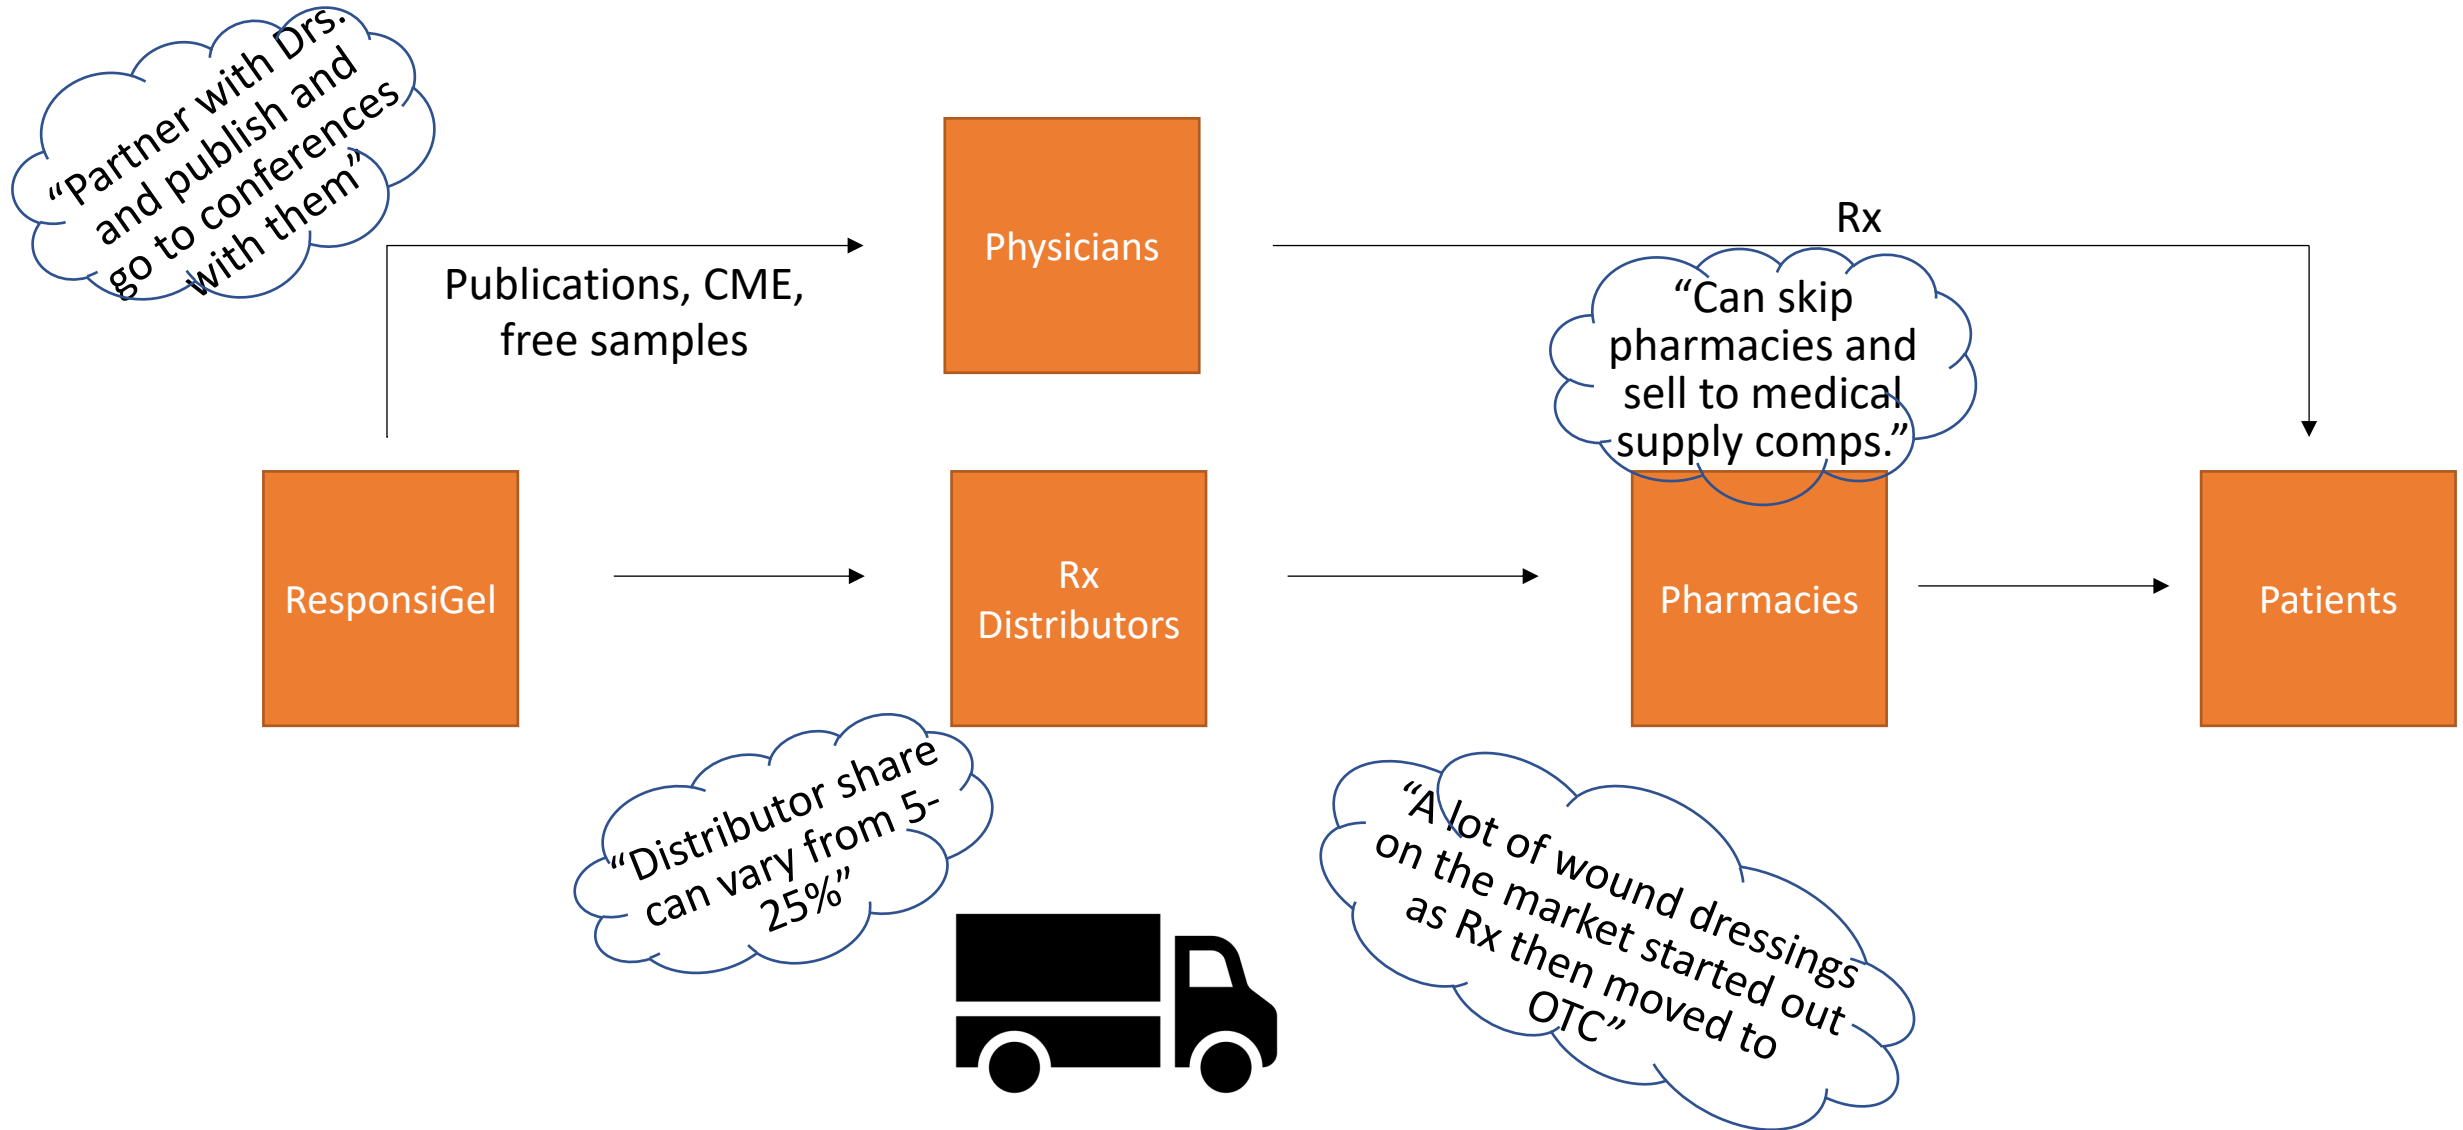 “Partner with Drs.
and publish and
go to conferences
with them”
Physicians
Rx
Publications, CME,
free samples
“Can skip
pharmacies and
sell to medical
supply comps.”
ResponsiGel
Rx
Distributors
Pharmacies
Patients
“Distributor share
can vary from 5-
25%”
“A lot of wound dressings
on the market started out
as Rx then moved to
OTC”